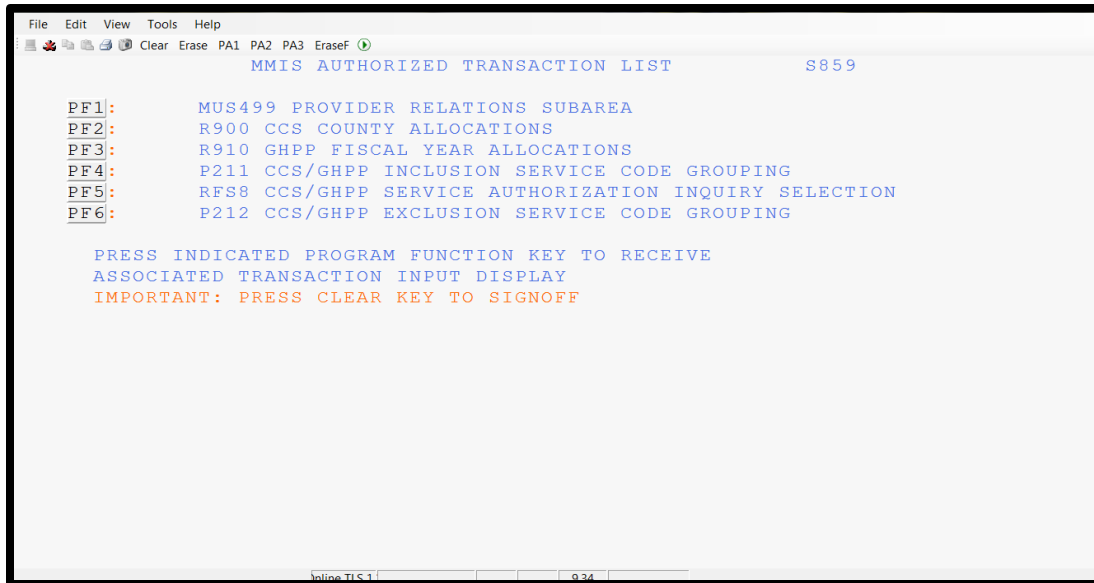 File Edit View Tools Help
Clear Erase PA1 PA2 PA3 EraseF
MMIS AUTHORIZED TRANSACTION LIST S859
PF1: MUS499 PROVIDER RELATIONS SUBAREA
PF2: R900 CCS COUNTY ALLOCATIONS
PF3: R910 GHPP FISCAL YEAR ALLOCATIONS
PF4: P211 CCS/GHPP INCLUSION SERVICE CODE GROUPING
PF5: RFS8 CCS/GHPP SERVICE AUTHORIZATION INQUIRY SELECTION
PF6: P212 CCS/GHPP EXCLUSION SERVICE CODE GROUPING
PRESS INDICATED PROGRAM FUNCTION KEY TO RECEIVE
ASSOCIATED TRANSACTION INPUT DISPLAY
IMPORTANT: PRESS CLEAR KEY TO SIGNOFF
TLS 1